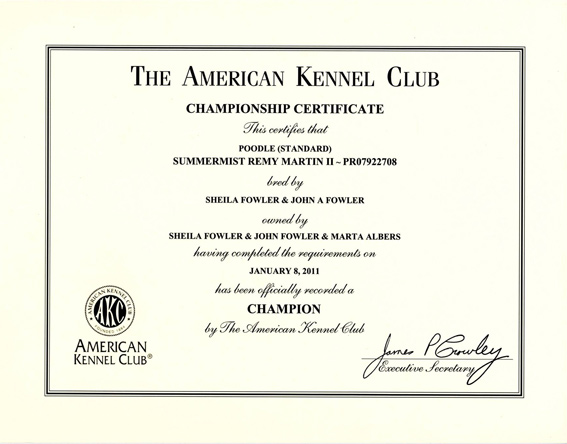 THE AMERICAN KENNEL CLUB
CHAMPIONSHIP CERTIFICATE
This certifies that
POODLE (STANDARD)
SUMMERMIST REMY MARTIN II ~ PR07922708
bred by
SHEILA FOWLER & JOHN A FOWLER
owned by
SHEILA FOWLER & JOHN FOWLER & MARTA ALBERS
having completed the requirements on
JANUARY 8, 2011
has been officially recorded a
CHAMPION
by The American Kennel Club
AMERICAN KENNEL CLUB
AKC
FOUNDED 1884
AMERICAN
KENNEL CLUB®
James P Crowley
Executive Secretary